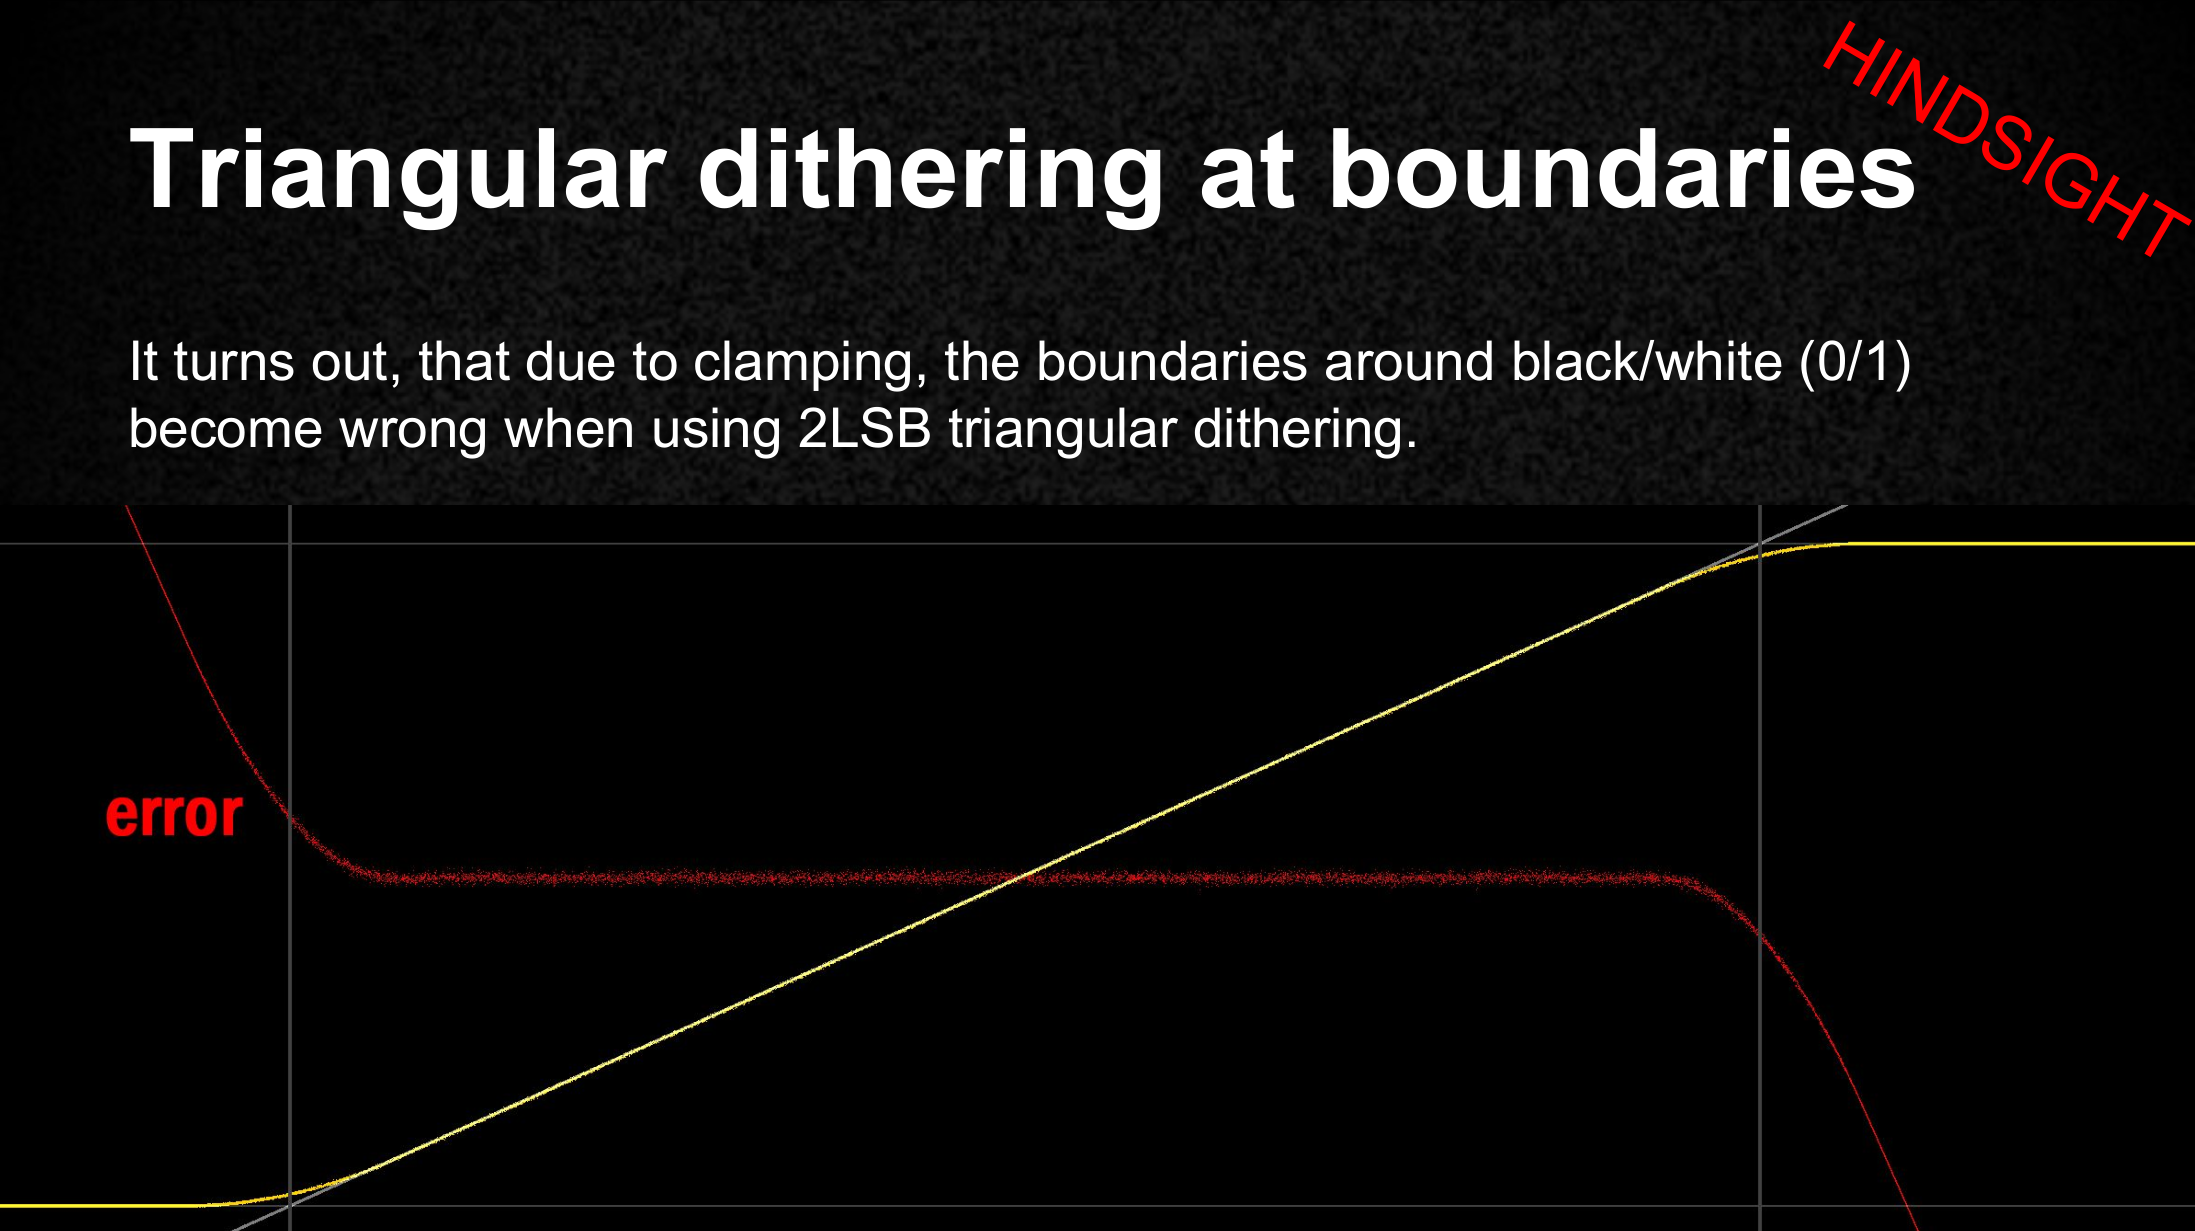 HINDSIGHT
Triangular dithering at boundaries
It turns out, that due to clamping, the boundaries around black/white (0/1)
become wrong when using 2LSB triangular dithering.
error